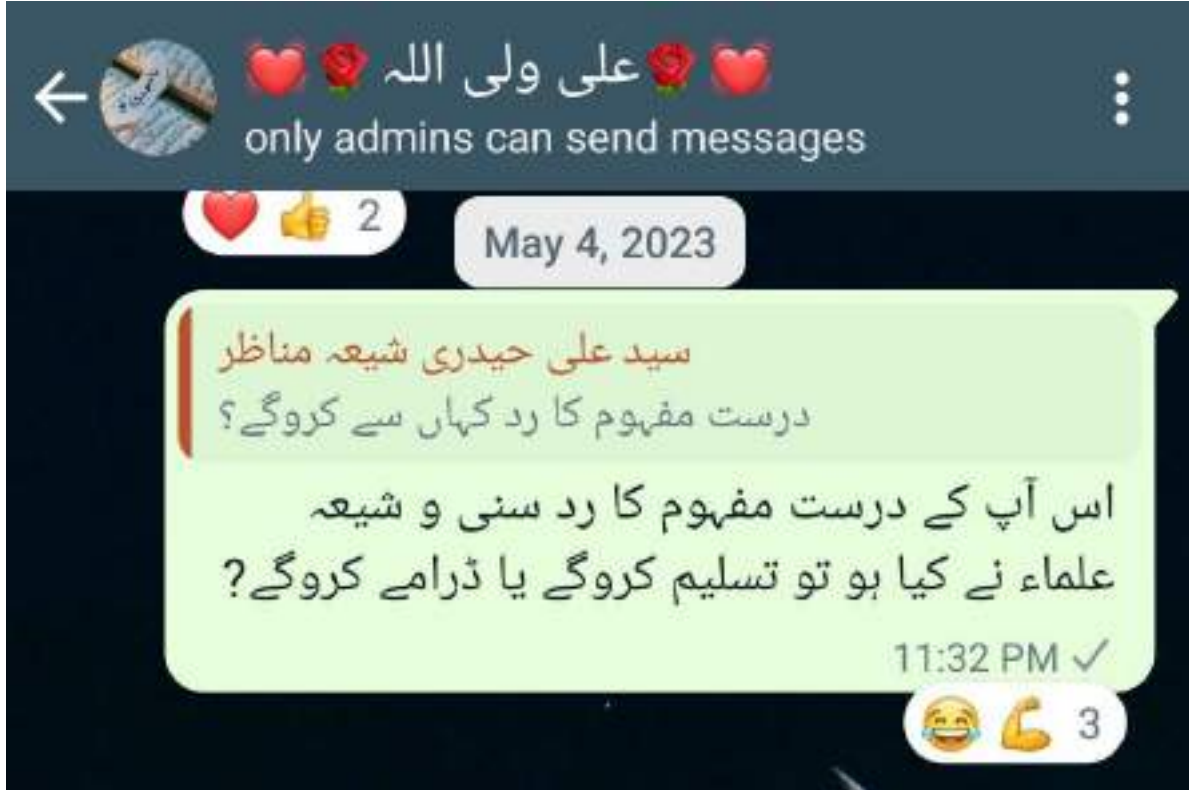 💓🌹علی ولی اللہ🌹💓
only admins can send messages
❤️👍 2
May 4, 2023
سید علی حیدری شیعہ مناظر
درست مفہوم کا رد کہاں سے کروگے؟
اس آپ کے درست مفہوم کا رد سنی و شیعہ
علماء نے کیا ہو تو تسلیم کروگے یا ڈرامے کروگے?
11:32 PM ✓
😂💪 3